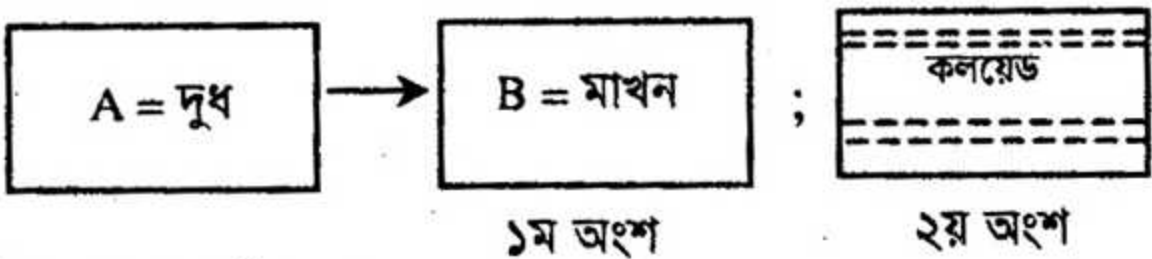 A = দুধ
B = মাখন
;
কলয়েড
১ম অংশ
২য় অংশ